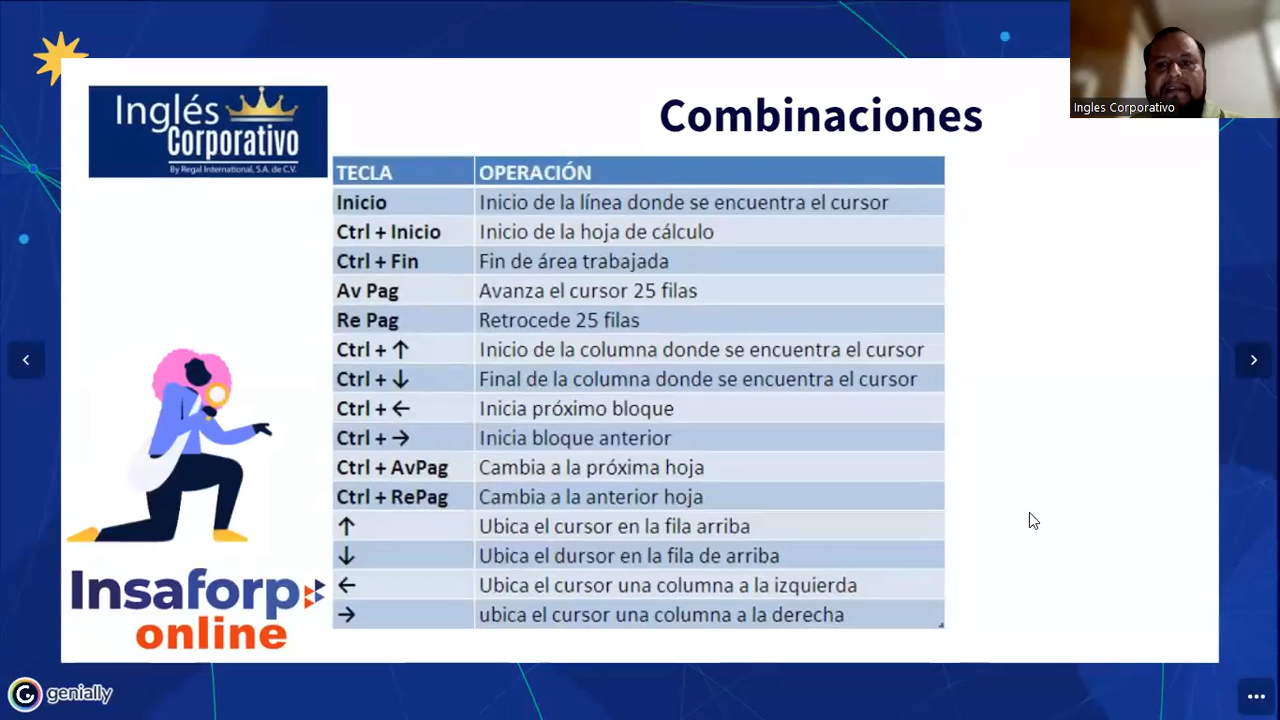 Ingles Corporativo
Inglés
Corporativo
By Regal International, S.A. de C.V.
Combinaciones
TECLA OPERACIÓN
Inicio Inicio de la línea donde se encuentra el cursor
Ctrl + Inicio Inicio de la hoja de cálculo
Ctrl + Fin Fin de área trabajada
Av Pag Avanza el cursor 25 filas
Re Pag Retrocede 25 filas
Ctrl + ↑ Inicio de la columna donde se encuentra el cursor
Ctrl + ↓ Final de la columna donde se encuentra el cursor
Ctrl + ← Inicia próximo bloque
Ctrl + → Inicia bloque anterior
Ctrl + AvPag Cambia a la próxima hoja
Ctrl + RePag Cambia a la anterior hoja
↑ Ubica el cursor en la fila arriba
↓ Ubica el dursor en la fila de arriba
← Ubica el cursor una columna a la izquierda
→ ubica el cursor una columna a la derecha
Insaforp
online
genially